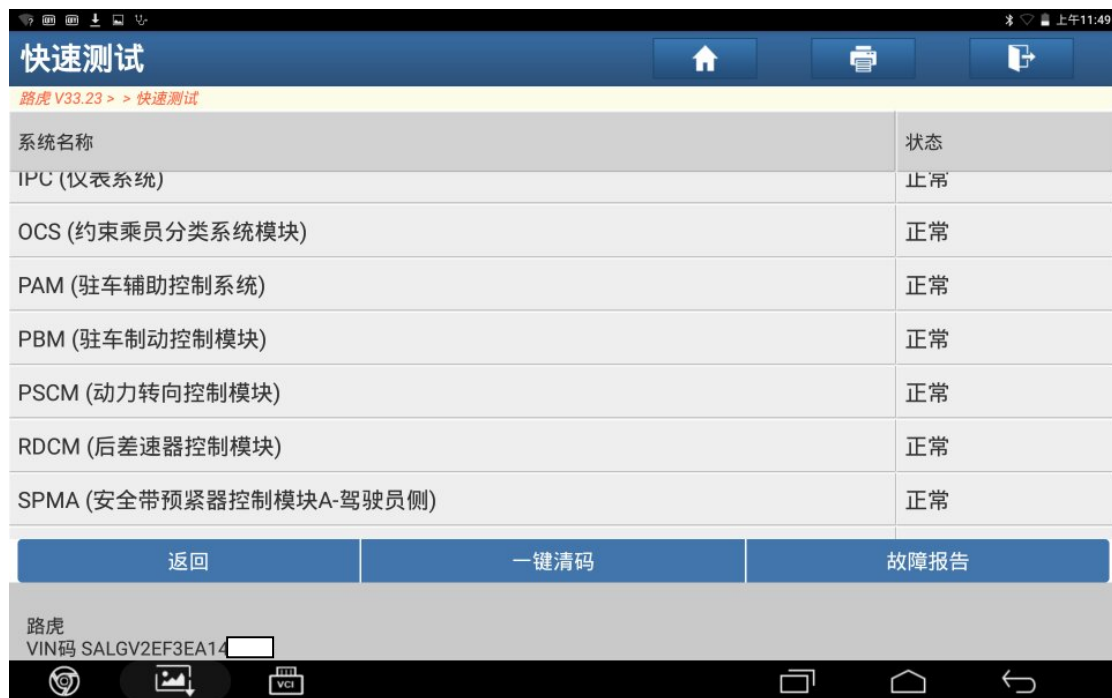 上午11:49
快速测试
路虎 V33.23 > > 快速测试
系统名称 状态
IPC (仪表系统) 正常
OCS (约束乘员分类系统模块) 正常
PAM (驻车辅助控制系统) 正常
PBM (驻车制动控制模块) 正常
PSCM (动力转向控制模块) 正常
RDCM (后差速器控制模块) 正常
SPMA (安全带预紧器控制模块A-驾驶员侧) 正常
返回 一键清码 故障报告
路虎
VIN码 SALGV2EF3EA14
VCI